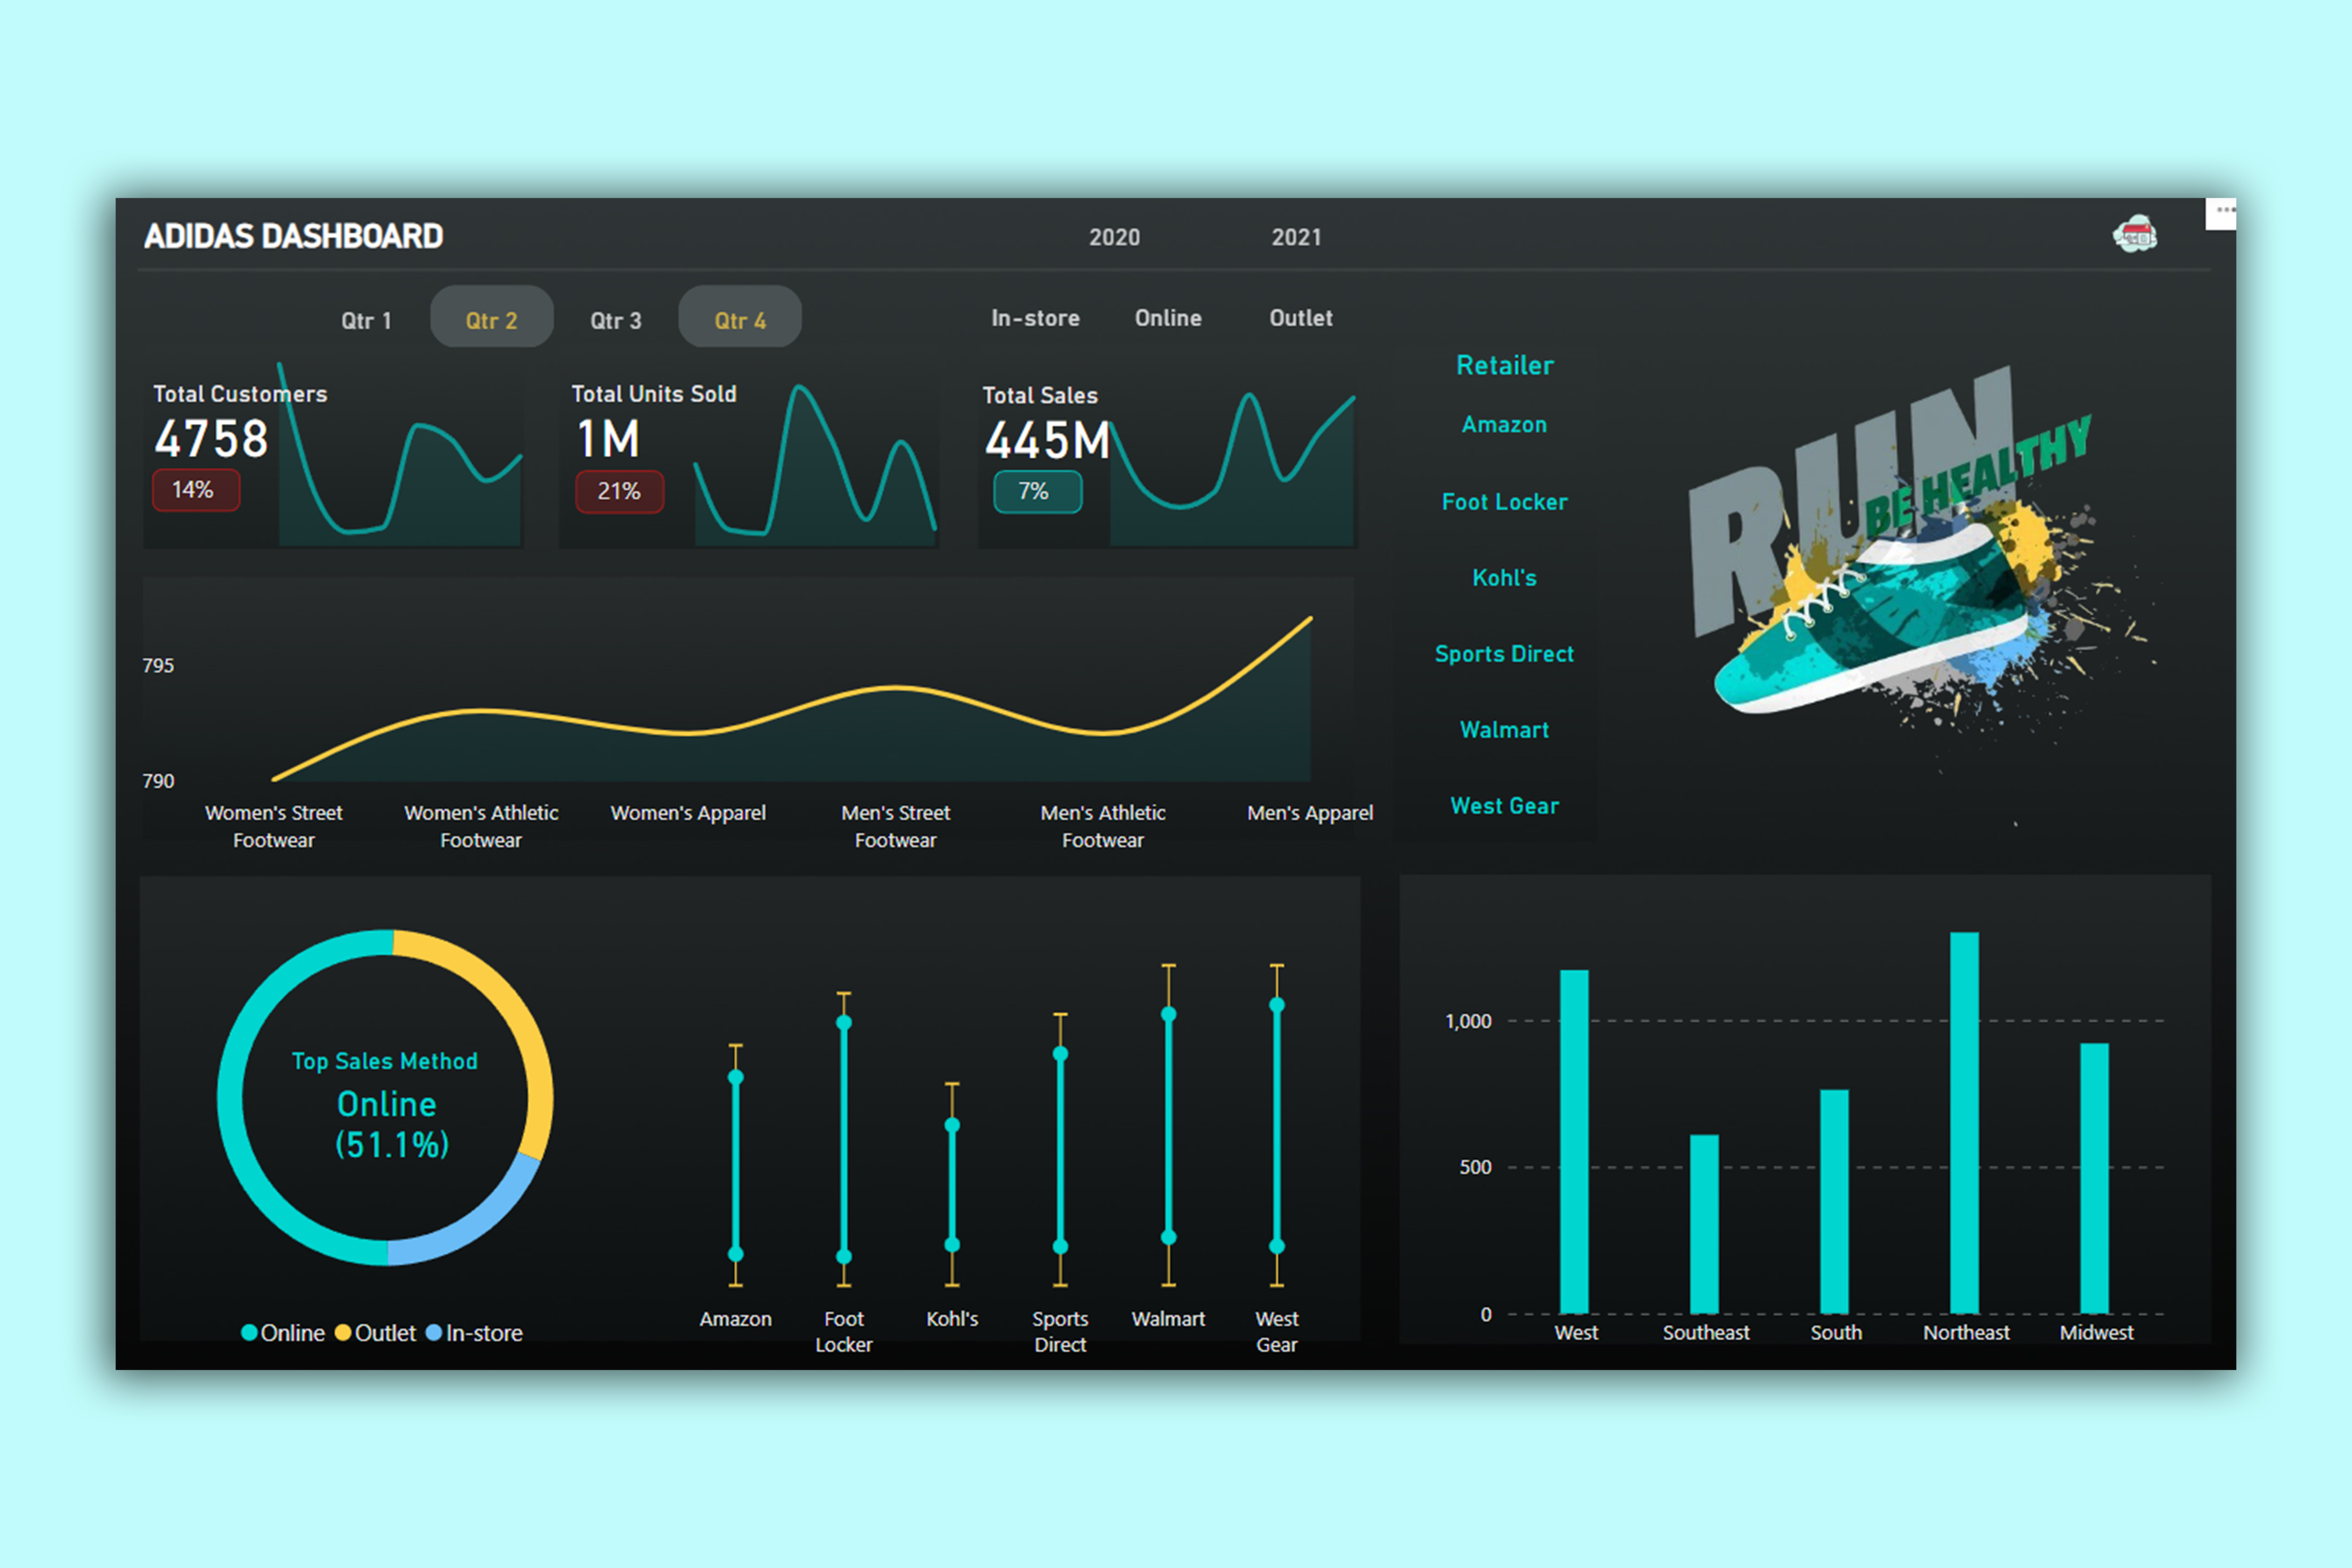 ADIDAS DASHBOARD
2020
2021
Qtr 1
Qtr 2
Qtr 3
Qtr 4
In-store
Online
Outlet
Total Customers
4758
14%
Total Units Sold
1M
21%
Total Sales
445M
7%
Retailer
Amazon
Foot Locker
Kohl's
Sports Direct
Walmart
West Gear
RUN
BE HEALTHY
795
790
Women's Street
Footwear
Women's Athletic
Footwear
Women's Apparel
Men's Street
Footwear
Men's Athletic
Footwear
Men's Apparel
Top Sales Method
Online
(51.1%)
Online
Outlet
In-store
Amazon
Foot
Locker
Kohl's
Sports
Direct
Walmart
West
Gear
1,000
500
0
West
Southeast
South
Northeast
Midwest